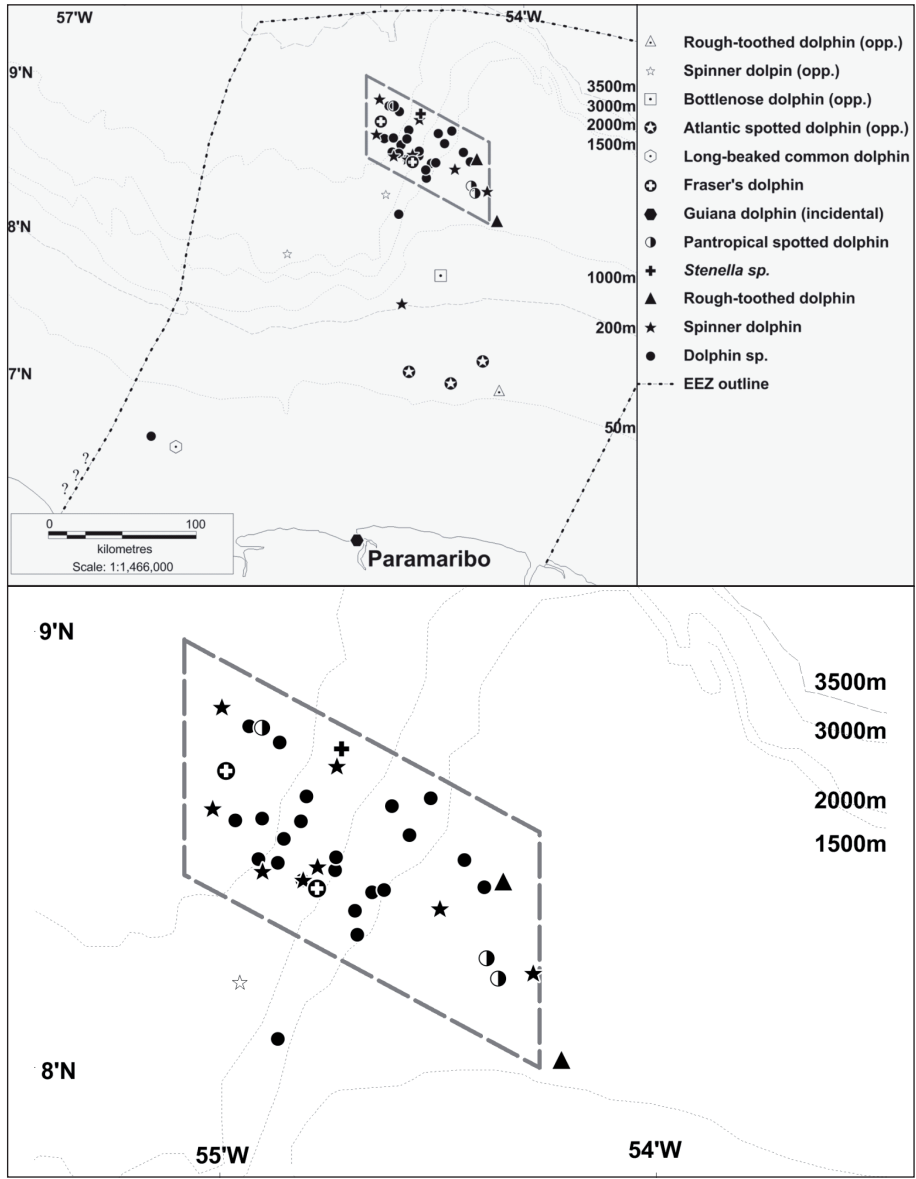 57'W
54'W
9'N
3500m
3000m
2000m
1500m
8'N
1000m
200m
7'N
50m
?
?
?
0 100
kilometres
Scale: 1:1,466,000
Paramaribo
Rough-toothed dolphin (opp.)
Spinner dolpin (opp.)
Bottlenose dolphin (opp.)
Atlantic spotted dolphin (opp.)
Long-beaked common dolphin
Fraser's dolphin
Guiana dolphin (incidental)
Pantropical spotted dolphin
Stenella sp.
Rough-toothed dolphin
Spinner dolphin
Dolphin sp.
EEZ outline
9'N
3500m
3000m
2000m
1500m
8'N
55'W
54'W